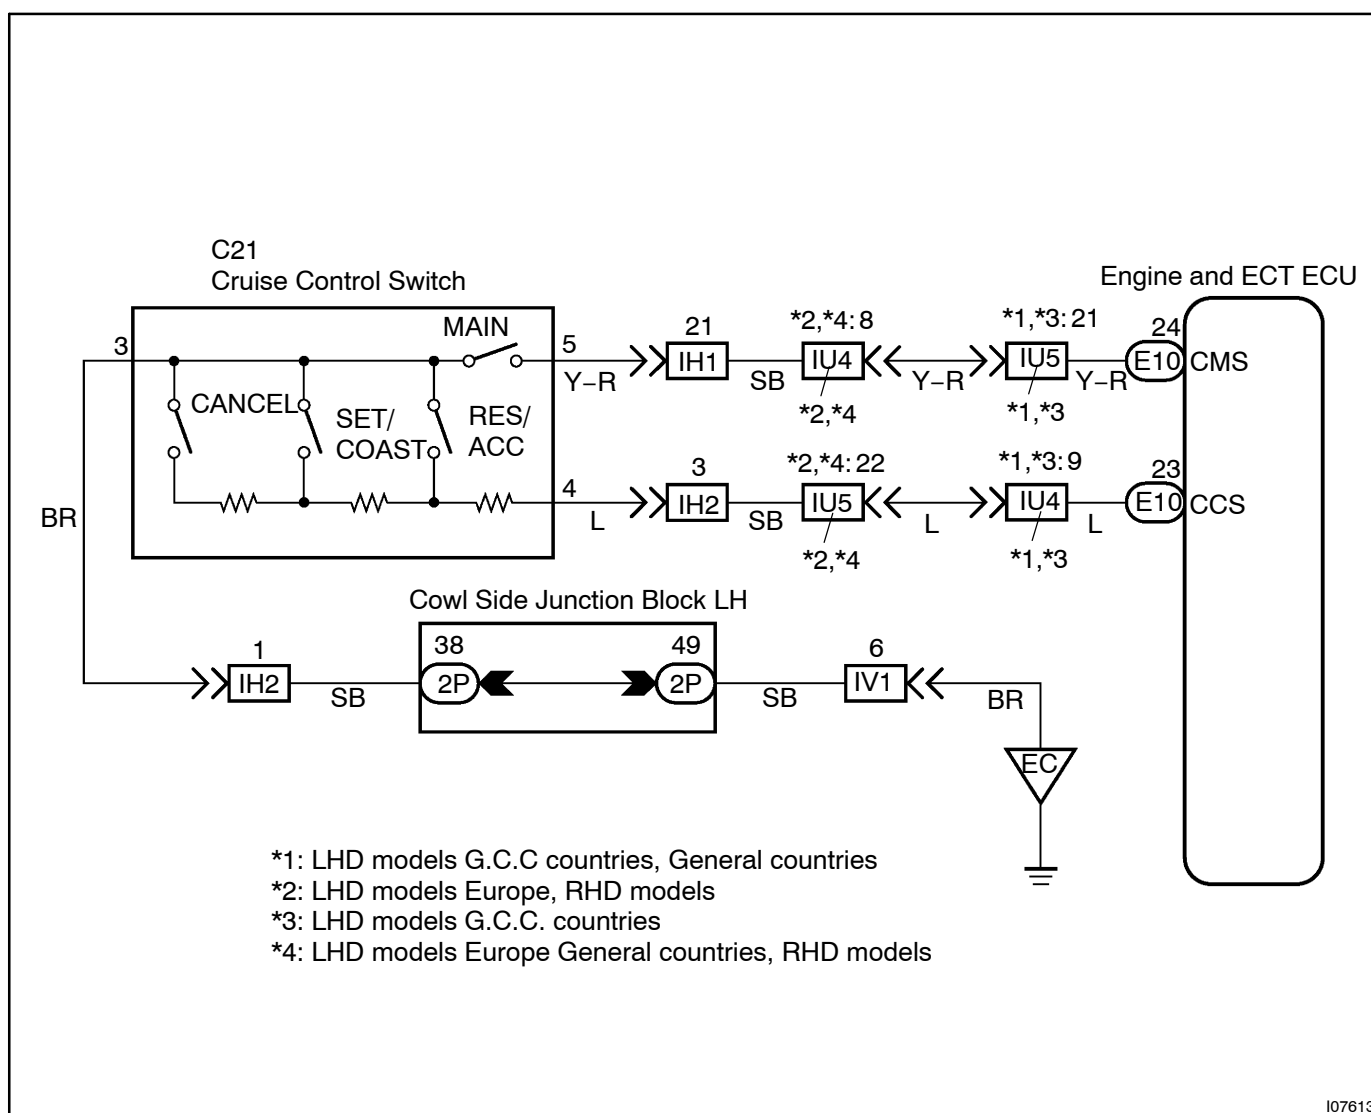 C21
Cruise Control Switch
Engine and ECT ECU
MAIN
3
5
Y–R
21
IH1
SB
*2,*4: 8
IU4
*2,*4
Y–R
*1,*3: 21
IU5
*1,*3
Y–R
24
E10
CMS
CANCEL
SET/
COAST
RES/
ACC
4
L
3
IH2
SB
*2,*4: 22
IU5
*2,*4
L
*1,*3: 9
IU4
*1,*3
L
23
E10
CCS
BR
Cowl Side Junction Block LH
1
IH2
SB
38
2P
49
2P
SB
6
IV1
BR
EC
*1: LHD models G.C.C countries, General countries
*2: LHD models Europe, RHD models
*3: LHD models G.C.C. countries
*4: LHD models Europe General countries, RHD models
I07613